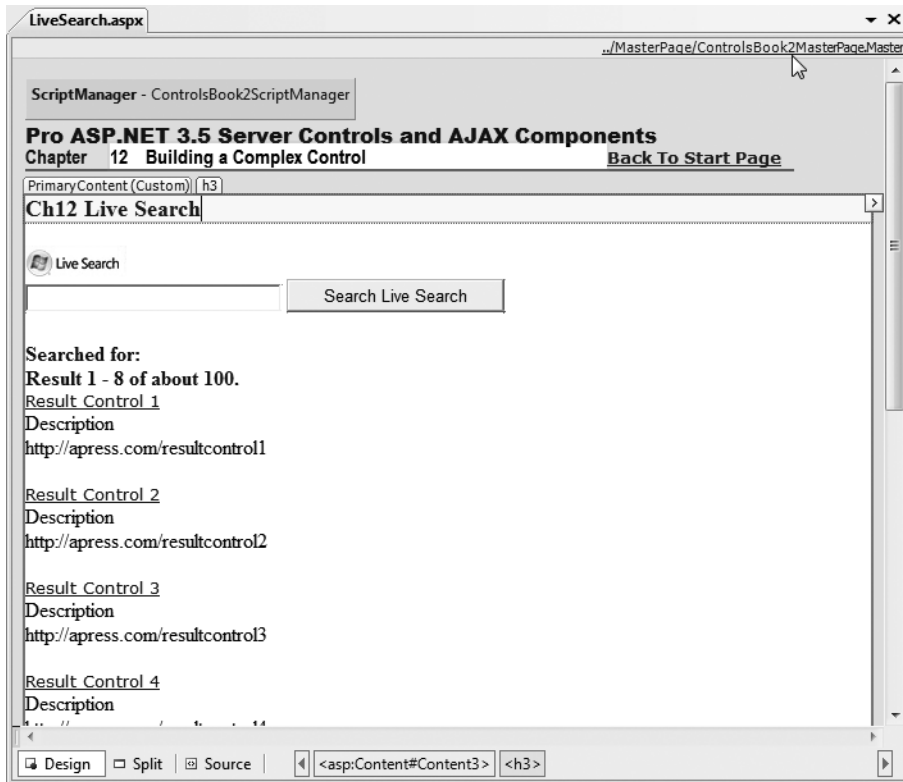 LiveSearch.aspx
../MasterPage/ControlsBook2MasterPage.Master
ScriptManager - ControlsBook2ScriptManager
Pro ASP.NET 3.5 Server Controls and AJAX Components
Chapter 12 Building a Complex Control Back To Start Page
PrimaryContent (Custom) h3
Ch12 Live Search
Live Search
Search Live Search
Searched for:
Result 1 - 8 of about 100.
Result Control 1
Description
http://apress.com/resultcontrol1
Result Control 2
Description
http://apress.com/resultcontrol2
Result Control 3
Description
http://apress.com/resultcontrol3
Result Control 4
Description
Design Split Source <asp:Content#Content3> <h3>